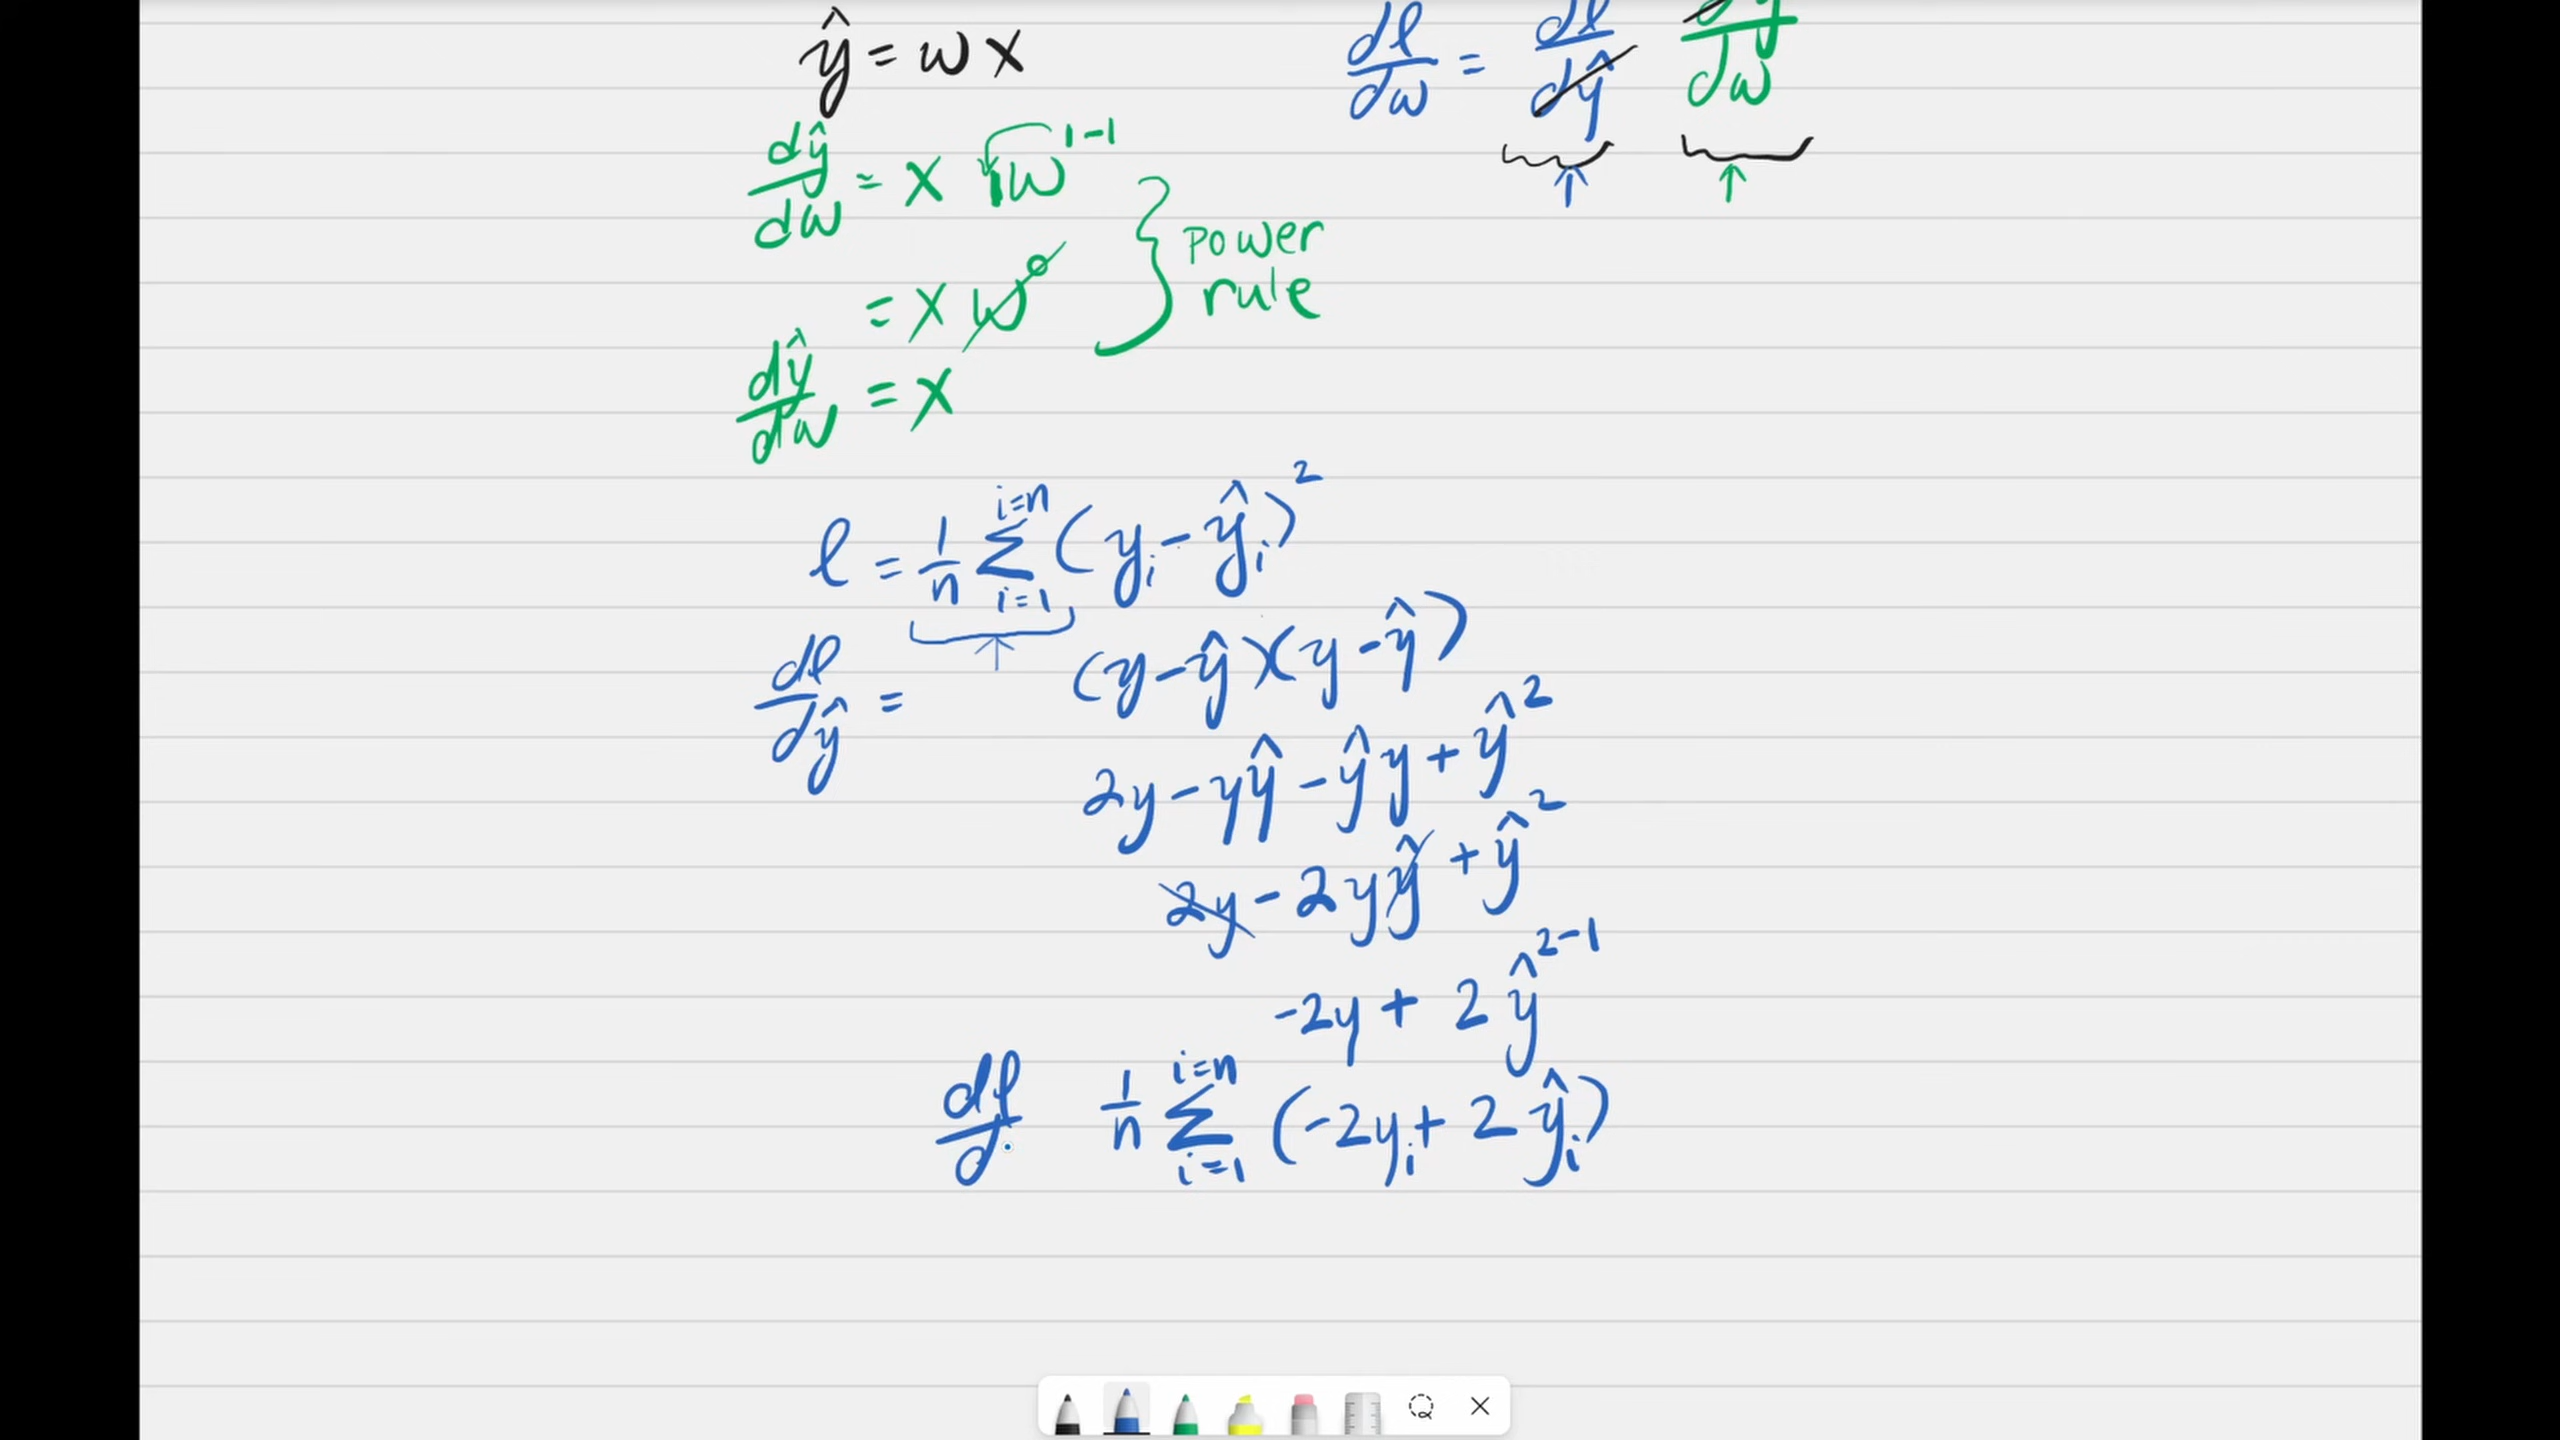 ŷ = w x
dℓ/dw = dℓ/dŷ dŷ/dw
dŷ/dw = x 1w^(1-1)
= x w^0
power
rule
dŷ/dw = x
ℓ = 1/n Σ_{i=1}^{i=n} (y_i - ŷ_i)^2
dℓ/dŷ = (y - ŷ)(y - ŷ)
2y - yŷ - ŷy + ŷ^2
2y - 2yŷ + ŷ^2
-2y + 2ŷ^(2-1)
dℓ/d 1/n Σ_{i=1}^{i=n} (-2y_i + 2ŷ_i)